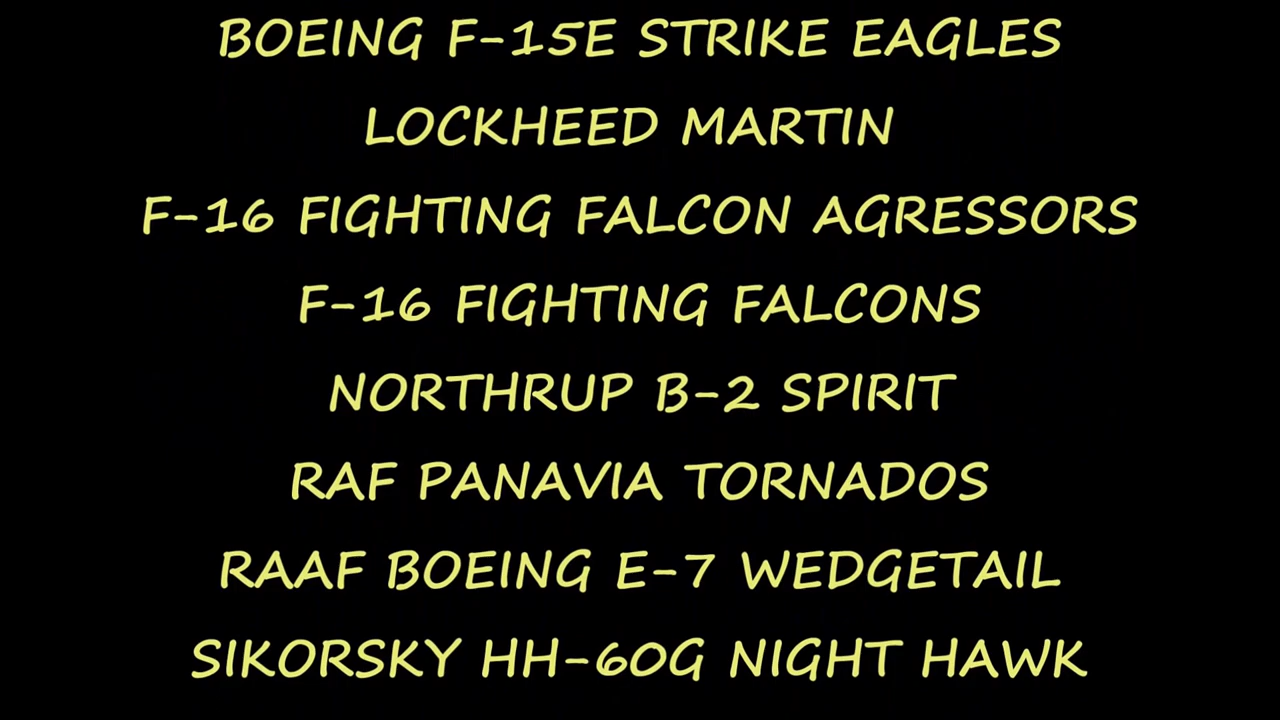 BOEING F-15E STRIKE EAGLES
LOCKHEED MARTIN
F-16 FIGHTING FALCON AGRESSORS
F-16 FIGHTING FALCONS
NORTHRUP B-2 SPIRIT
RAF PANAVIA TORNADOS
RAAF BOEING E-7 WEDGETAIL
SIKORSKY HH-60G NIGHT HAWK